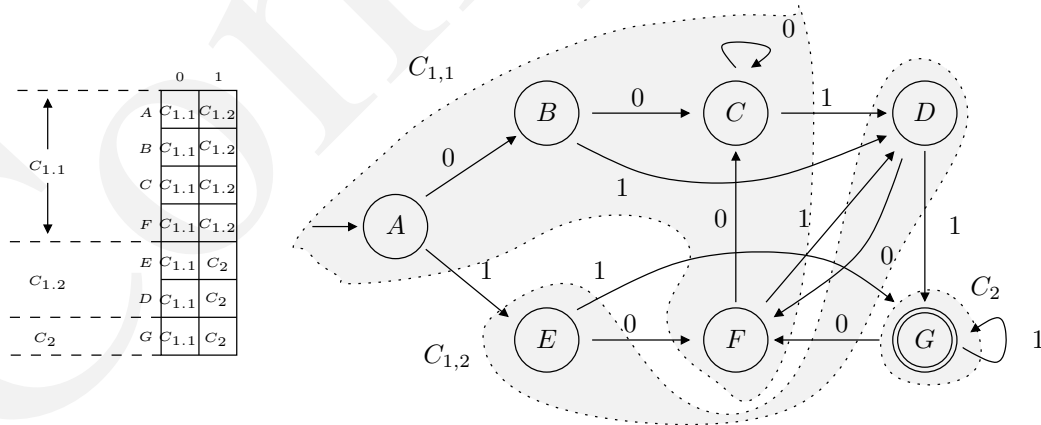 0 1
A C1.1 C1.2
B C1.1 C1.2
C C1.1 C1.2
F C1.1 C1.2
E C1.1 C2
D C1.1 C2
G C1.1 C2
C1.1
C1.2
C2
C1,1
0
B 0 C 1 D
0
1
A
0 1
1 1 0
C2
E 0 F 0 G
1
C1,2
1
Com